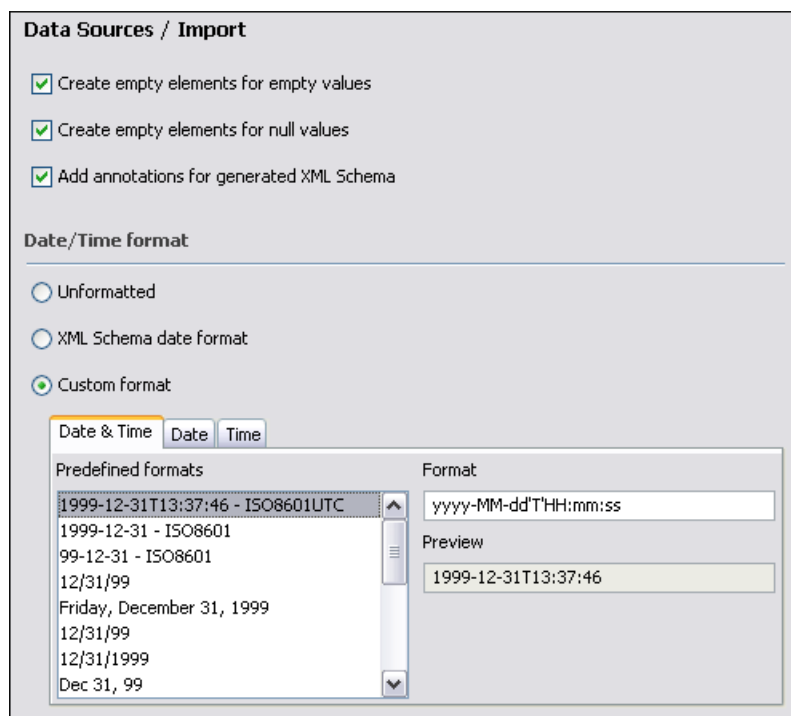 Data Sources / Import
Create empty elements for empty values
Create empty elements for null values
Add annotations for generated XML Schema
Date/Time format
Unformatted
XML Schema date format
Custom format
Date & Time Date Time
Predefined formats
1999-12-31T13:37:46 - ISO8601UTC
1999-12-31 - ISO8601
99-12-31 - ISO8601
12/31/99
Friday, December 31, 1999
12/31/99
12/31/1999
Dec 31, 99
Format
yyyy-MM-dd'T'HH:mm:ss
Preview
1999-12-31T13:37:46